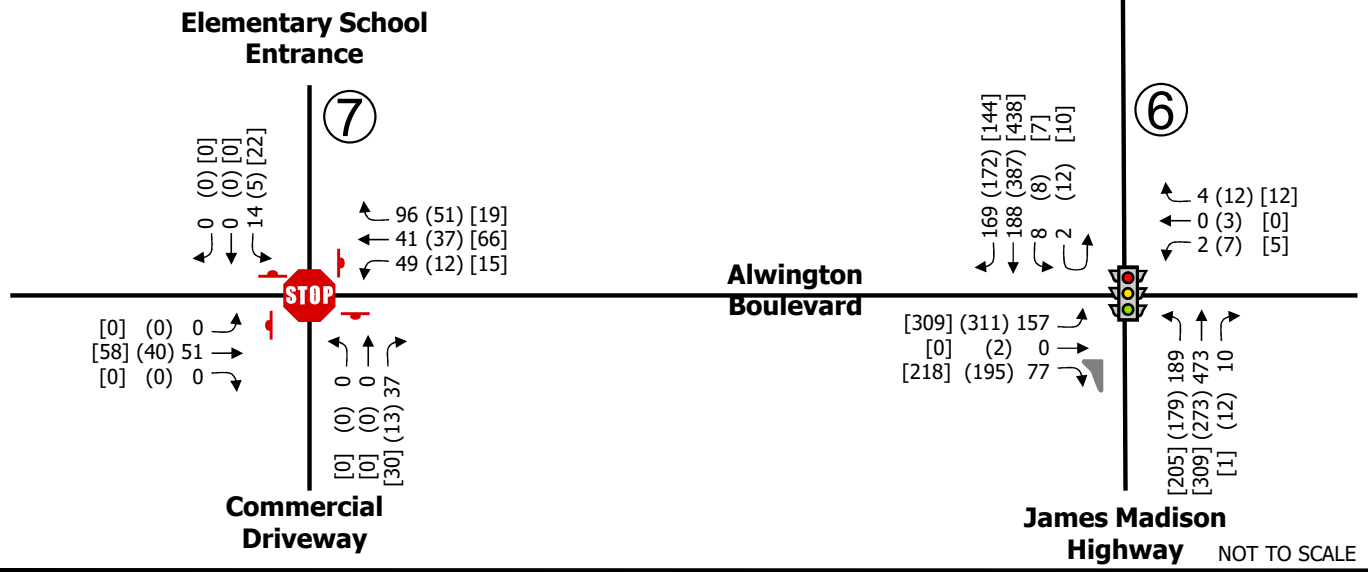 Elementary School
Entrance
7
0 (0) [0]
0 (0) [0]
14 (5) [22]
96 (51) [19]
41 (37) [66]
49 (12) [15]
STOP
[0] (0) 0
[58] (40) 51
[0] (0) 0
[0] (0) 0
[0] (0) 0
[30] (13) 37
Commercial
Driveway
Alwington
Boulevard
6
169 (172) [144]
188 (387) [438]
8 (8) [7]
2 (12) [10]
4 (12) [12]
0 (3) [0]
2 (7) [5]
[309] (311) 157
[0] (2) 0
[218] (195) 77
[205] (179) 189
[309] (273) 473
[1] (12) 10
James Madison
Highway
NOT TO SCALE